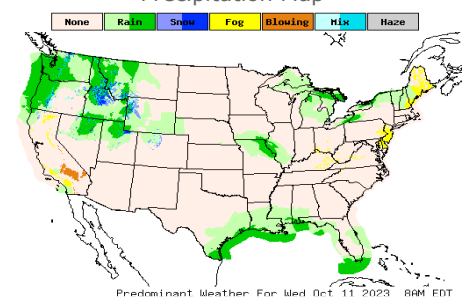 Precipitation Map
None Rain Snow Fog Blowing Mix Haze
Predominant Weather For Wed Oct 11 2023 8AM EDT